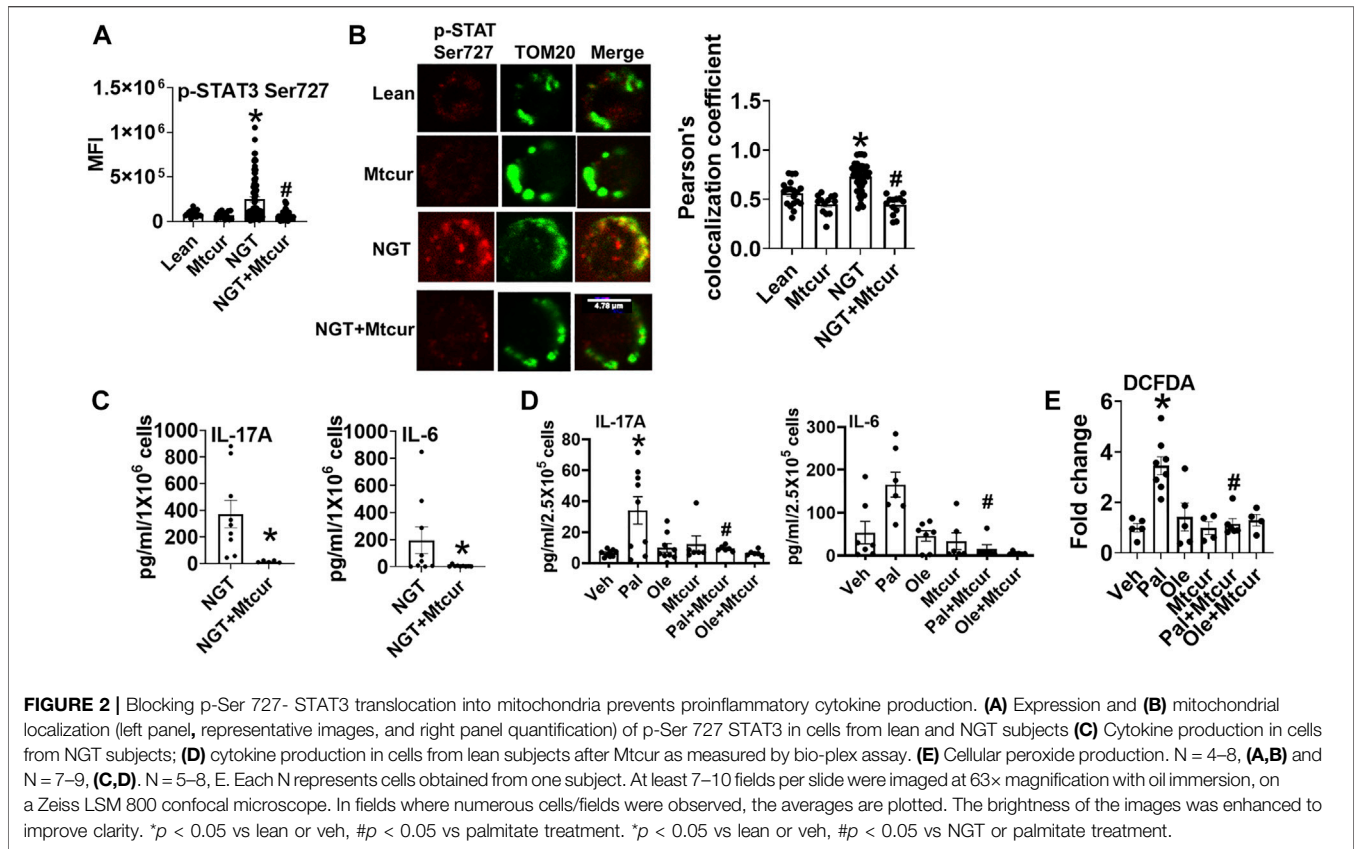 A
p-STAT3 Ser727
MFI
1.5×10⁶
1×10⁶
5×10⁵
0
*
#
Lean
Mtcur
NGT
NGT+Mtcur
B
p-STAT
Ser727
TOM20
Merge
Lean
Mtcur
NGT
NGT+Mtcur
4.78 µm
Pearson's
colocalization coefficient
1.5
1.0
0.5
0.0
*
#
Lean
Mtcur
NGT
NGT+Mtcur
C
IL-17A
pg/ml/1X10⁶ cells
1000
800
600
400
200
0
*
NGT
NGT+Mtcur
IL-6
pg/ml/1X10⁶ cells
1000
800
600
400
200
0
*
NGT
NGT+Mtcur
D
IL-17A
pg/ml/2.5X10⁵ cells
80
60
40
20
0
*
#
Veh
Pal
Ole
Mtcur
Pal+Mtcur
Ole+Mtcur
IL-6
pg/ml/2.5X10⁵ cells
300
200
100
0
#
Veh
Pal
Ole
Mtcur
Pal+Mtcur
Ole+Mtcur
E
DCFDA
Fold change
6
4
2
0
*
#
Veh
Pal
Ole
Mtcur
Pal+Mtcur
Ole+Mtcur
FIGURE 2 | Blocking p-Ser 727- STAT3 translocation into mitochondria prevents proinflammatory cytokine production. (A) Expression and (B) mitochondrial
localization (left panel, representative images, and right panel quantification) of p-Ser 727 STAT3 in cells from lean and NGT subjects (C) Cytokine production in cells
from NGT subjects; (D) cytokine production in cells from lean subjects after Mtcur as measured by bio-plex assay. (E) Cellular peroxide production. N = 4–8, (A,B) and
N = 7–9, (C,D). N = 5–8, E. Each N represents cells obtained from one subject. At least 7–10 fields per slide were imaged at 63× magnification with oil immersion, on
a Zeiss LSM 800 confocal microscope. In fields where numerous cells/fields were observed, the averages are plotted. The brightness of the images was enhanced to
improve clarity. *p < 0.05 vs lean or veh, #p < 0.05 vs palmitate treatment. *p < 0.05 vs lean or veh, #p < 0.05 vs NGT or palmitate treatment.